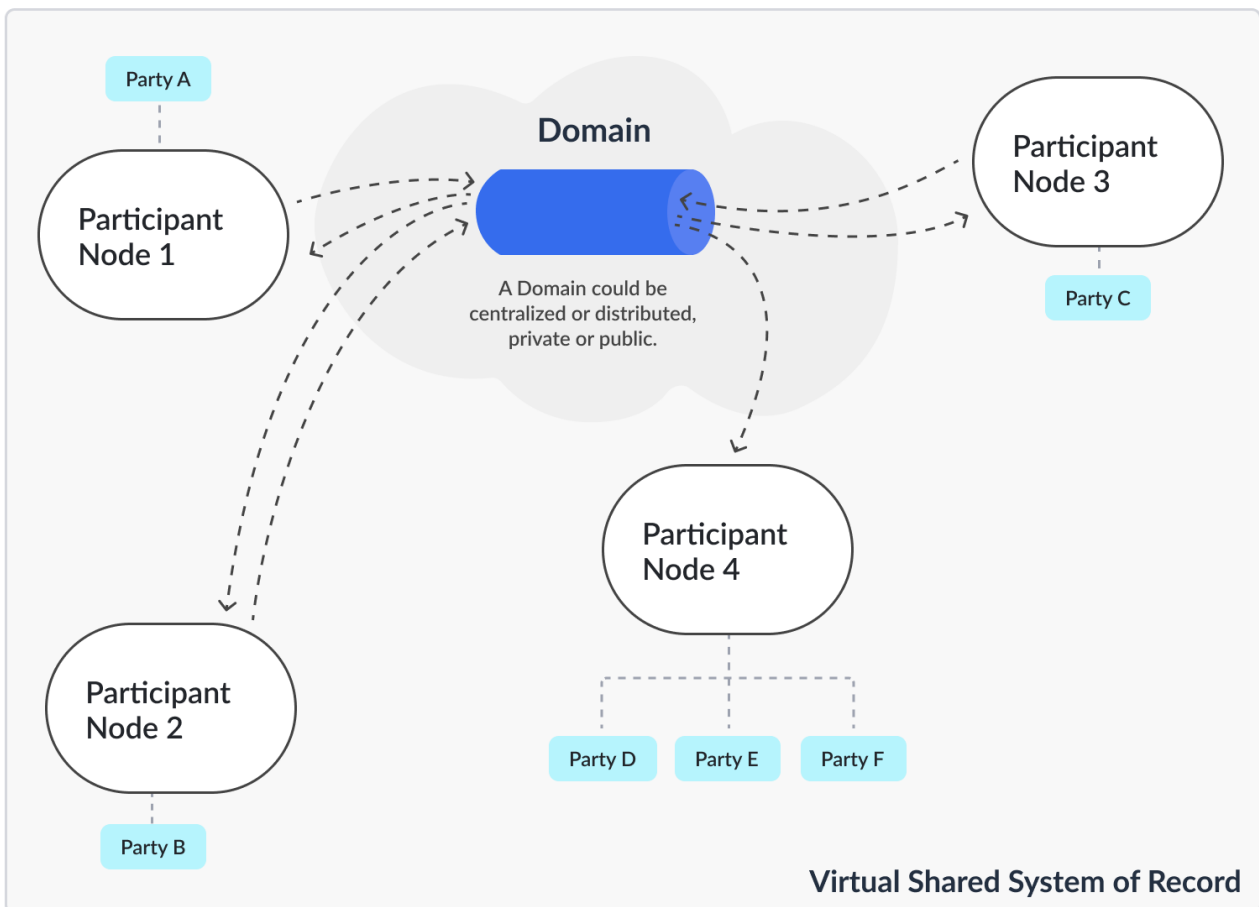 Party A
Participant
Node 1
Domain
A Domain could be
centralized or distributed,
private or public.
Participant
Node 3
Party C
Participant
Node 4
Party D
Party E
Party F
Participant
Node 2
Party B
Virtual Shared System of Record